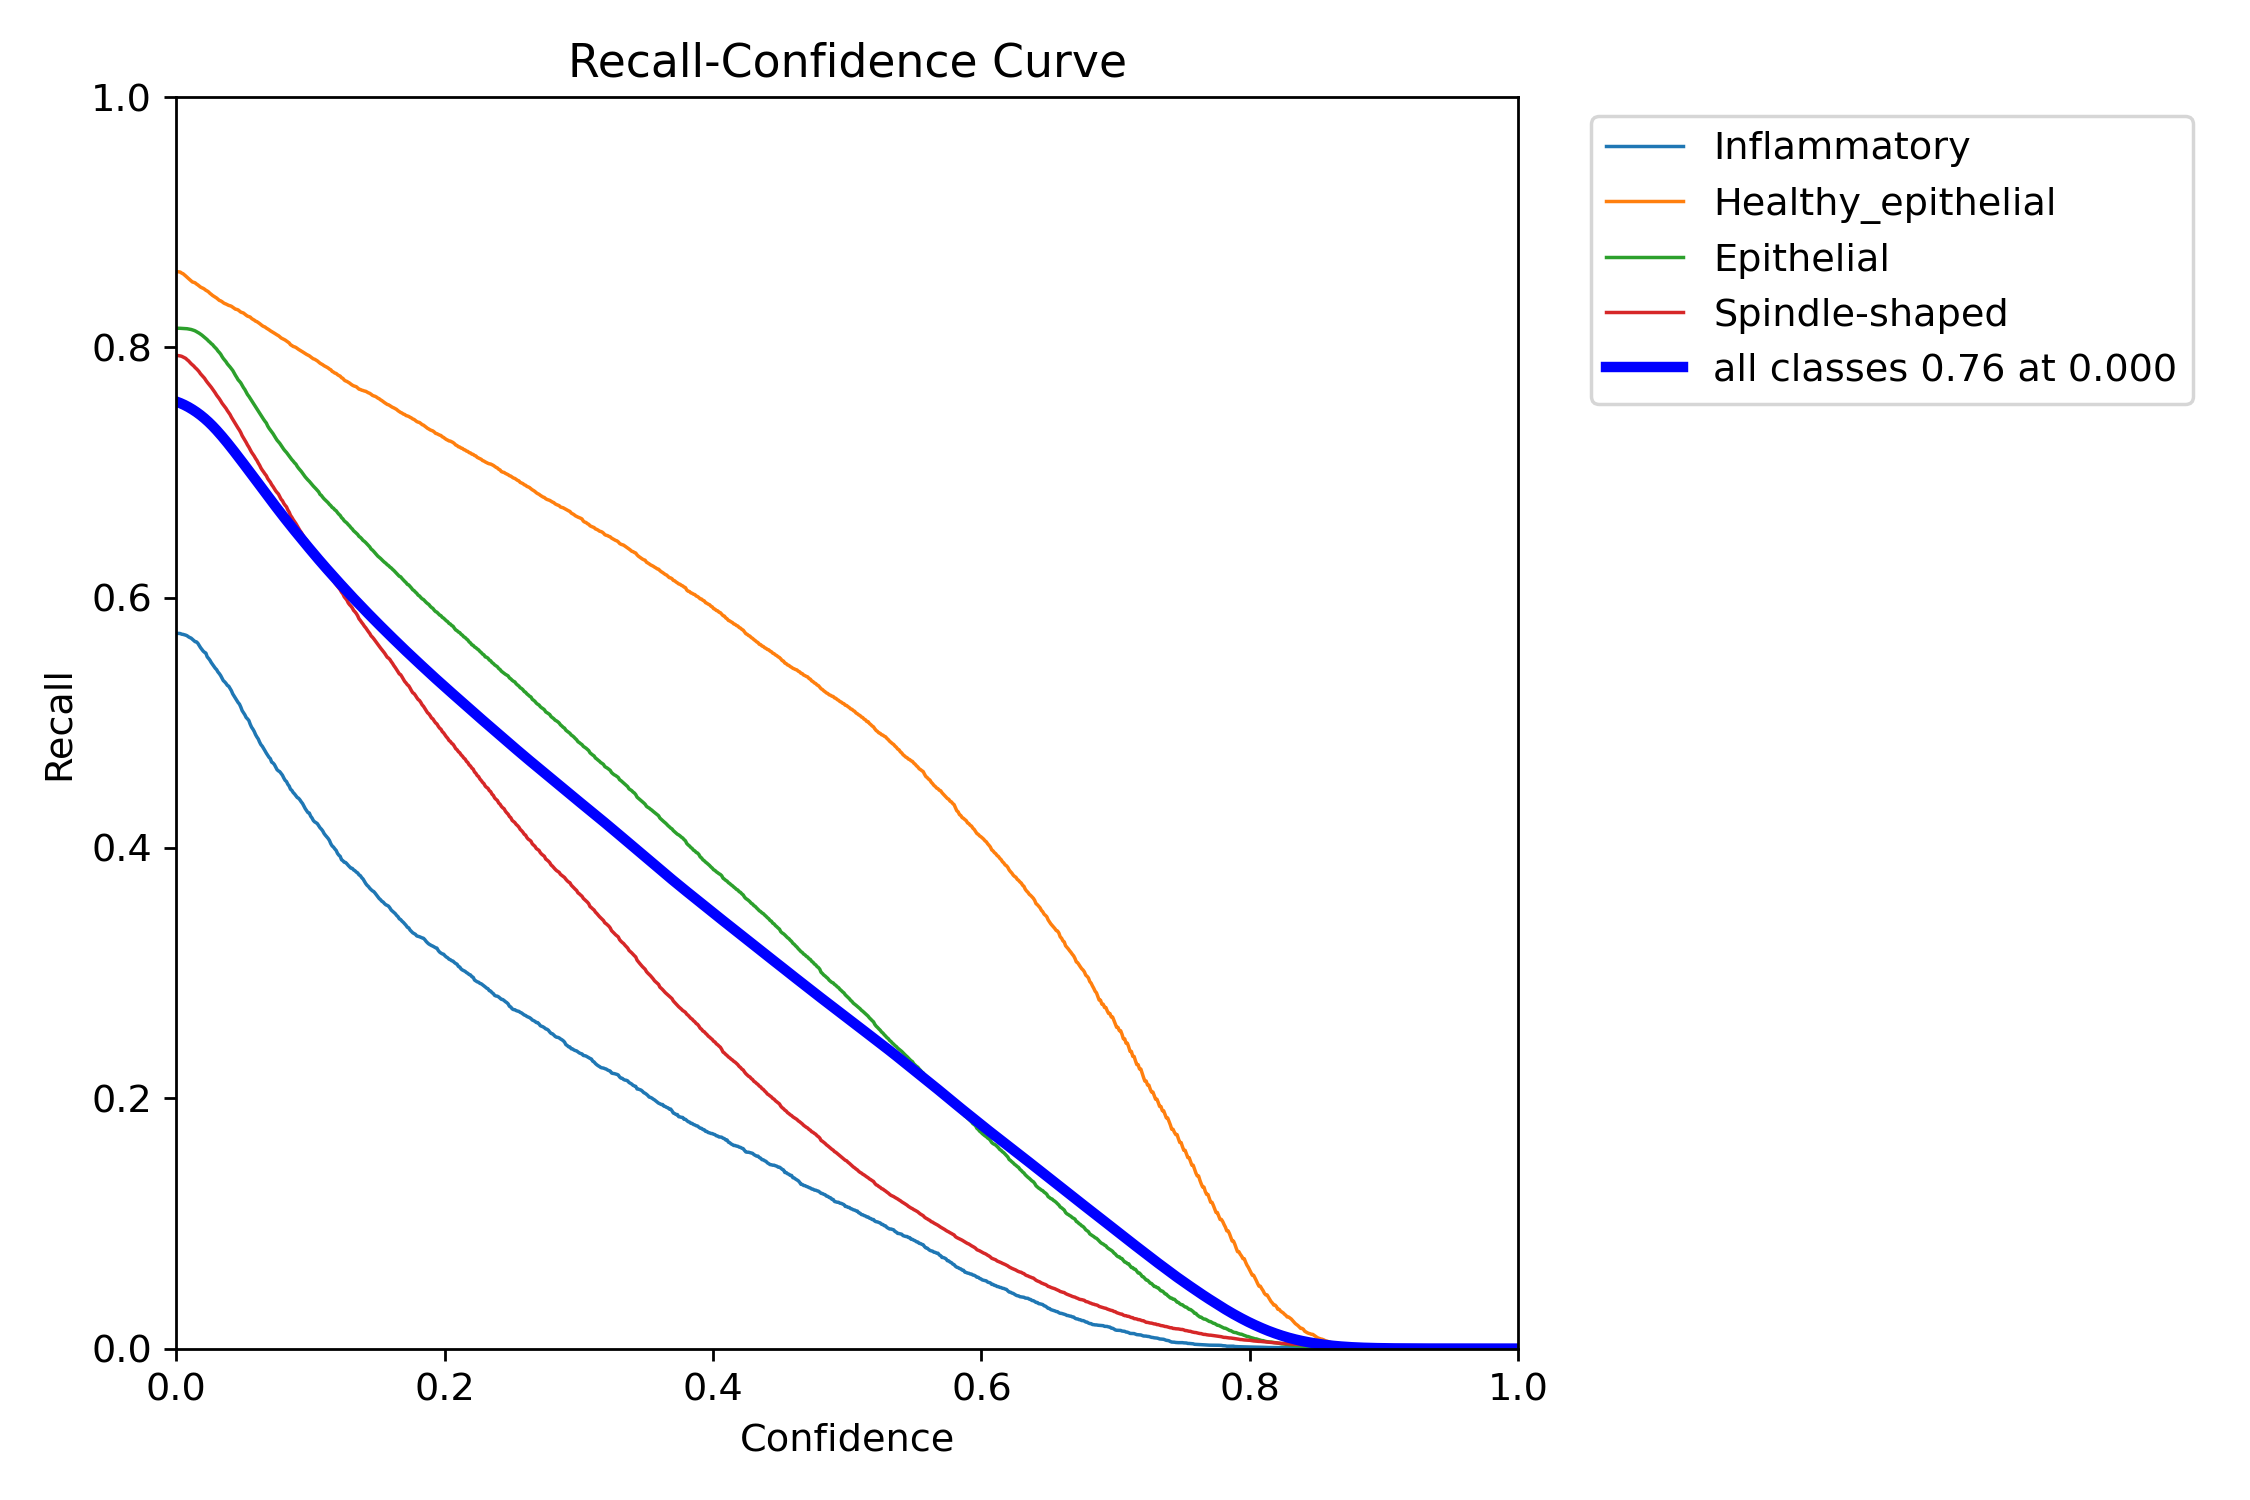 Recall-Confidence Curve
1.0
0.8
0.6
0.4
0.2
0.0
Recall
0.0 0.2 0.4 0.6 0.8 1.0
Confidence
Inflammatory
Healthy_epithelial
Epithelial
Spindle-shaped
all classes 0.76 at 0.000